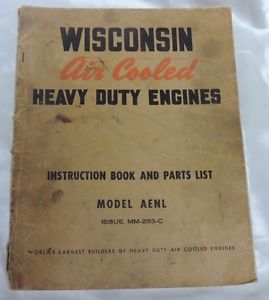 WISCONSIN
Air Cooled
HEAVY DUTY ENGINES
INSTRUCTION BOOK AND PARTS LIST
MODEL AENL
ISSUE MM-283-C
WORLD'S LARGEST BUILDERS OF HEAVY DUTY AIR COOLED ENGINES